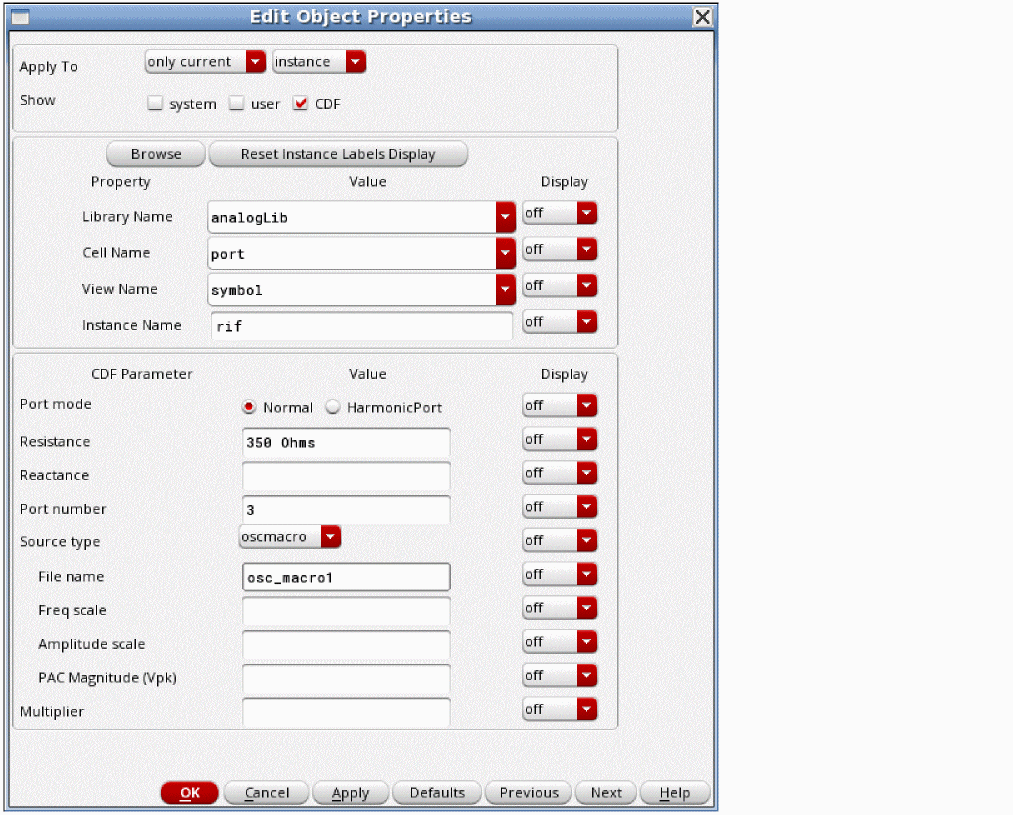 Edit Object Properties
Apply To only current instance
Show system user CDF
Browse Reset Instance Labels Display
Property Value Display
Library Name analogLib off
Cell Name port off
View Name symbol off
Instance Name rif off
CDF Parameter Value Display
Port mode Normal HarmonicPort off
Resistance 350 Ohms off
Reactance off
Port number 3 off
Source type oscmacro off
File name osc_macro1 off
Freq scale off
Amplitude scale off
PAC Magnitude (Vpk) off
Multiplier off
OK Cancel Apply Defaults Previous Next Help